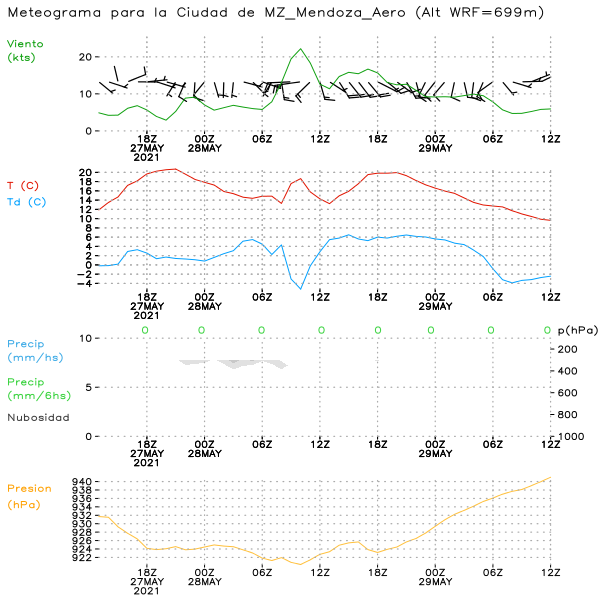 Meteograma para la Ciudad de MZ_Mendoza_Aero (Alt WRF=699m)
Viento
(kts)
20
10
0
18Z 00Z 06Z 12Z 18Z 00Z 06Z 12Z
27MAY 28MAY 29MAY
2021
T (C)
Td (C)
20
18
16
14
12
10
8
6
4
2
0
-2
-4
18Z 00Z 06Z 12Z 18Z 00Z 06Z 12Z
27MAY 28MAY 29MAY
2021
0 0 0 0 0 0 0 0 p(hPa)
Precip
(mm/hs)
Precip
(mm/6hs)
Nubosidad
10
5
0
200
400
600
800
1000
18Z 00Z 06Z 12Z 18Z 00Z 06Z 12Z
27MAY 28MAY 29MAY
2021
Presion
(hPa)
940
938
936
934
932
930
928
926
924
922
18Z 00Z 06Z 12Z 18Z 00Z 06Z 12Z
27MAY 28MAY 29MAY
2021